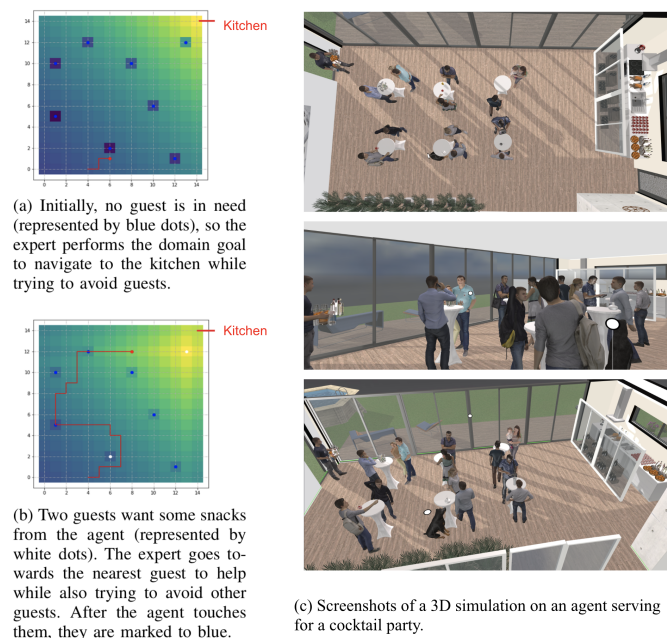 Kitchen
14
12
10
8
6
4
2
0
0 2 4 6 8 10 12 14
(a) Initially, no guest is in need
(represented by blue dots), so the
expert performs the domain goal
to navigate to the kitchen while
trying to avoid guests.
Kitchen
14
12
10
8
6
4
2
0
0 2 4 6 8 10 12 14
(b) Two guests want some snacks
from the agent (represented by
white dots). The expert goes to-
wards the nearest guest to help
while also trying to avoid other
guests. After the agent touches
them, they are marked to blue.
(c) Screenshots of a 3D simulation on an agent serving
for a cocktail party.